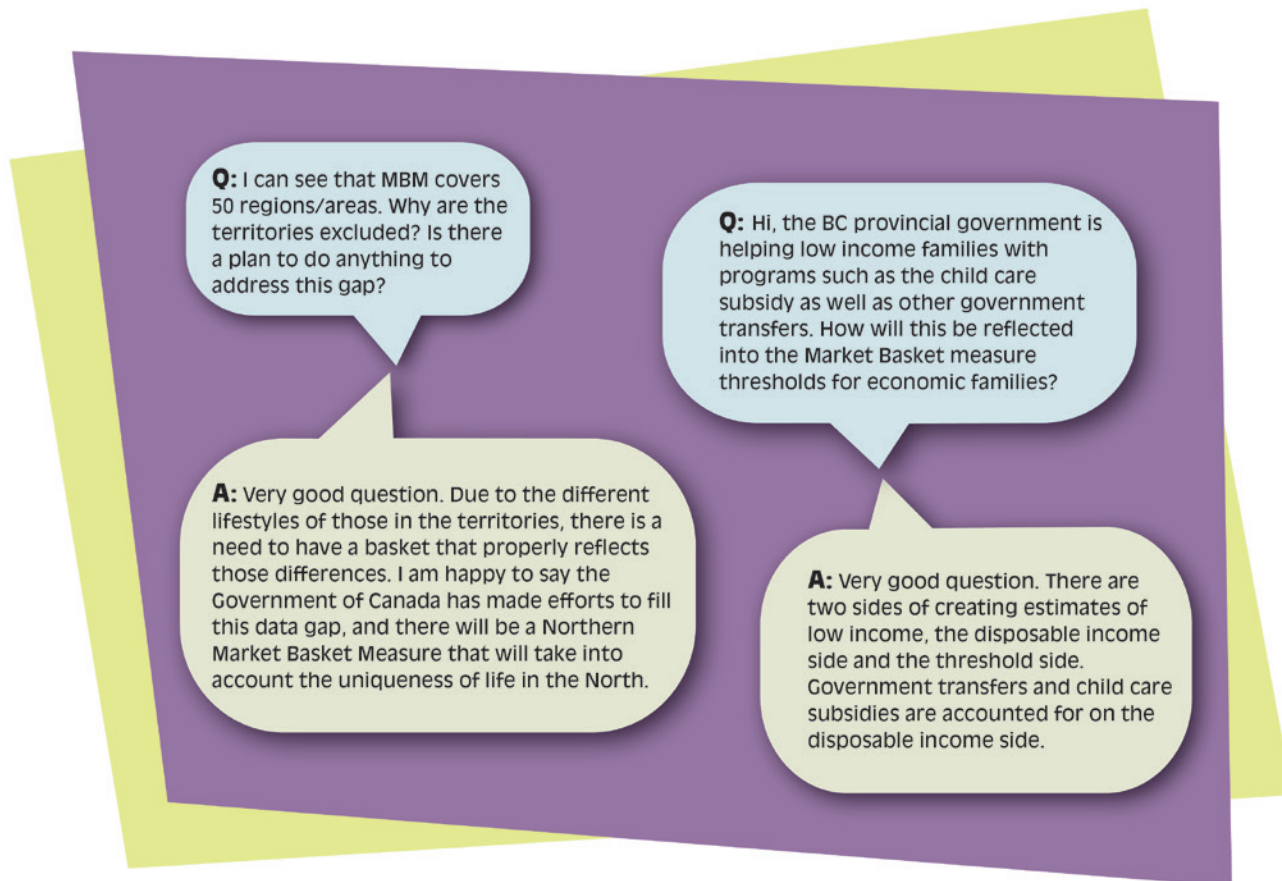 Q: I can see that MBM covers
50 regions/areas. Why are the
territories excluded? Is there
a plan to do anything to
address this gap?
A: Very good question. Due to the different
lifestyles of those in the territories, there is a
need to have a basket that properly reflects
those differences. I am happy to say the
Government of Canada has made efforts to fill
this data gap, and there will be a Northern
Market Basket Measure that will take into
account the uniqueness of life in the North.
Q: Hi, the BC provincial government is
helping low income families with
programs such as the child care
subsidy as well as other government
transfers. How will this be reflected
into the Market Basket measure
thresholds for economic families?
A: Very good question. There are
two sides of creating estimates of
low income, the disposable income
side and the threshold side.
Government transfers and child care
subsidies are accounted for on the
disposable income side.